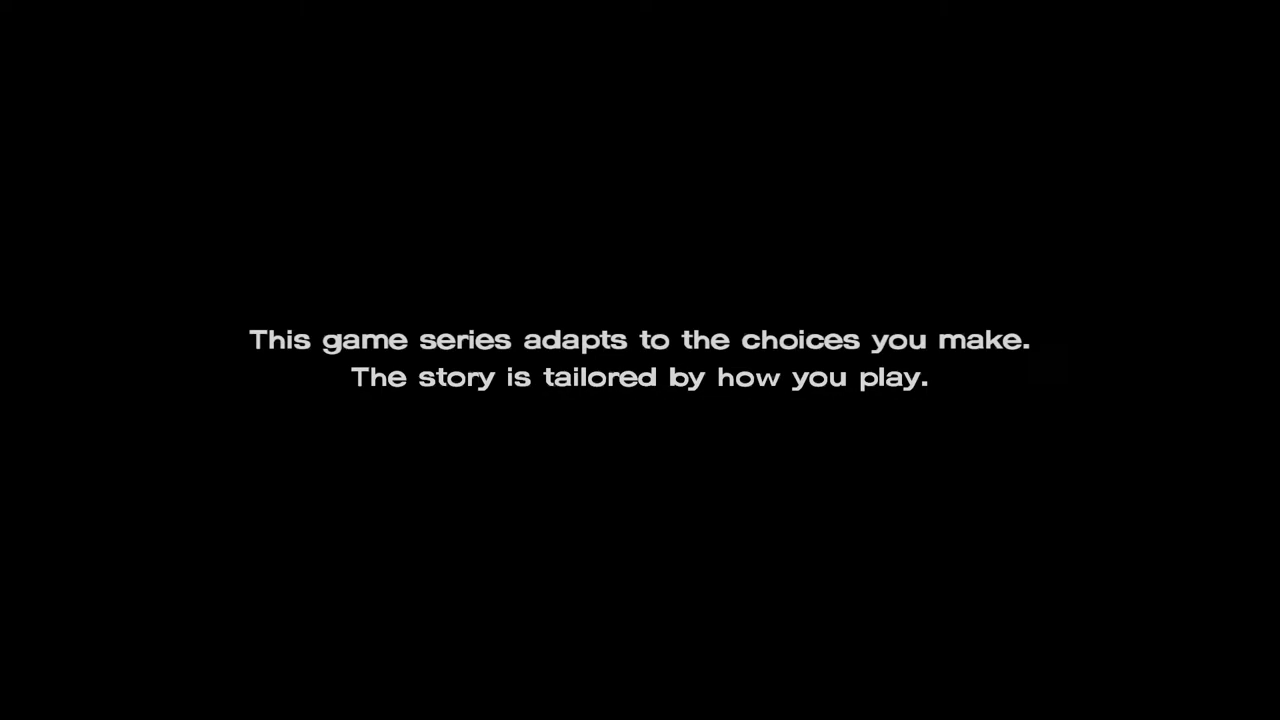 This game series adapts to the choices you make.
The story is tailored by how you play.